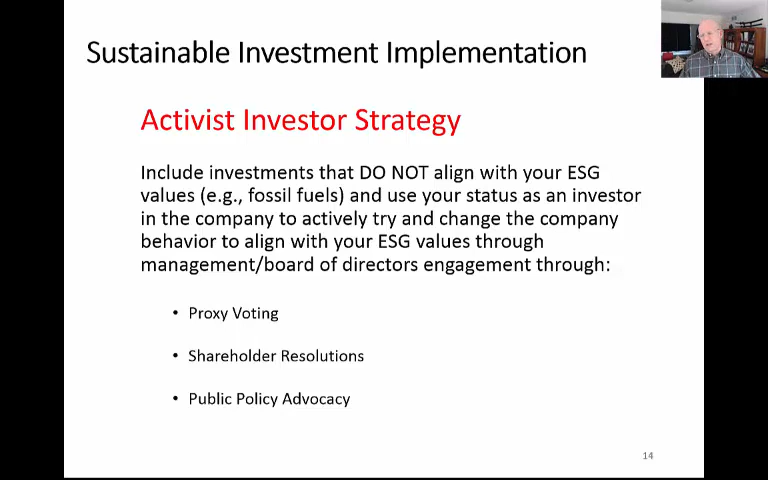 Sustainable Investment Implementation
Activist Investor Strategy
Include investments that DO NOT align with your ESG
values (e.g., fossil fuels) and use your status as an investor
in the company to actively try and change the company
behavior to align with your ESG values through
management/board of directors engagement through:
• Proxy Voting
• Shareholder Resolutions
• Public Policy Advocacy
14